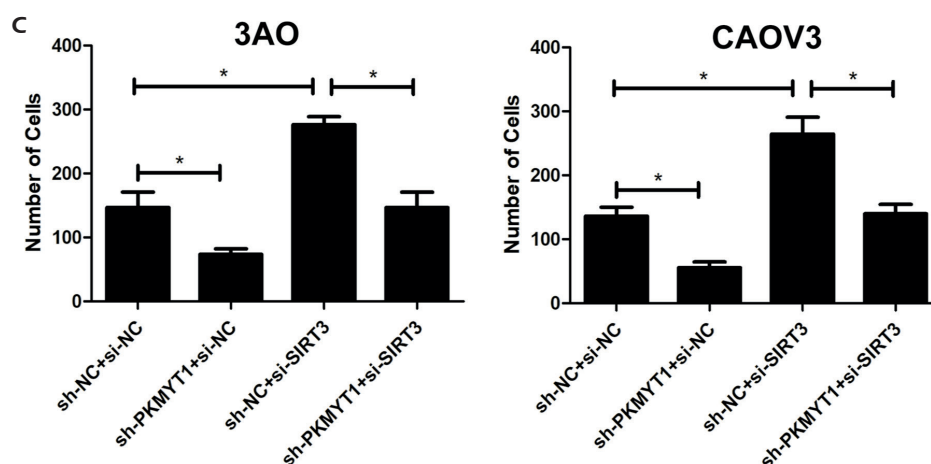 C
3AO
Number of Cells
400
300
200
100
0
*
*
*
sh-NC+si-NC
sh-PKMYT1+si-NC
sh-NC+si-SIRT3
sh-PKMYT1+si-SIRT3
CAOV3
Number of Cells
400
300
200
100
0
*
*
*
sh-NC+si-NC
sh-PKMYT1+si-NC
sh-NC+si-SIRT3
sh-PKMYT1+si-SIRT3